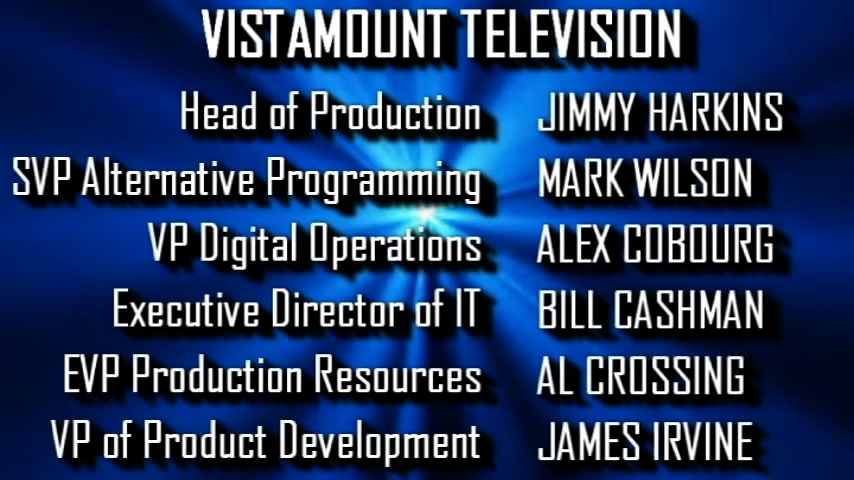 VISTAMOUNT TELEVISION
Head of Production JIMMY HARKINS
SVP Alternative Programming MARK WILSON
VP Digital Operations ALEX COBOURG
Executive Director of IT BILL CASHMAN
EVP Production Resources AL CROSSING
VP of Product Development JAMES IRVINE